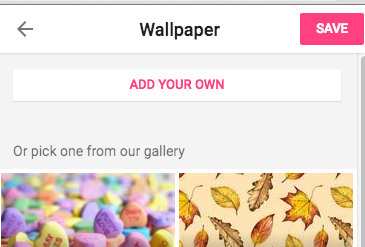 Wallpaper
SAVE
ADD YOUR OWN
Or pick one from our gallery